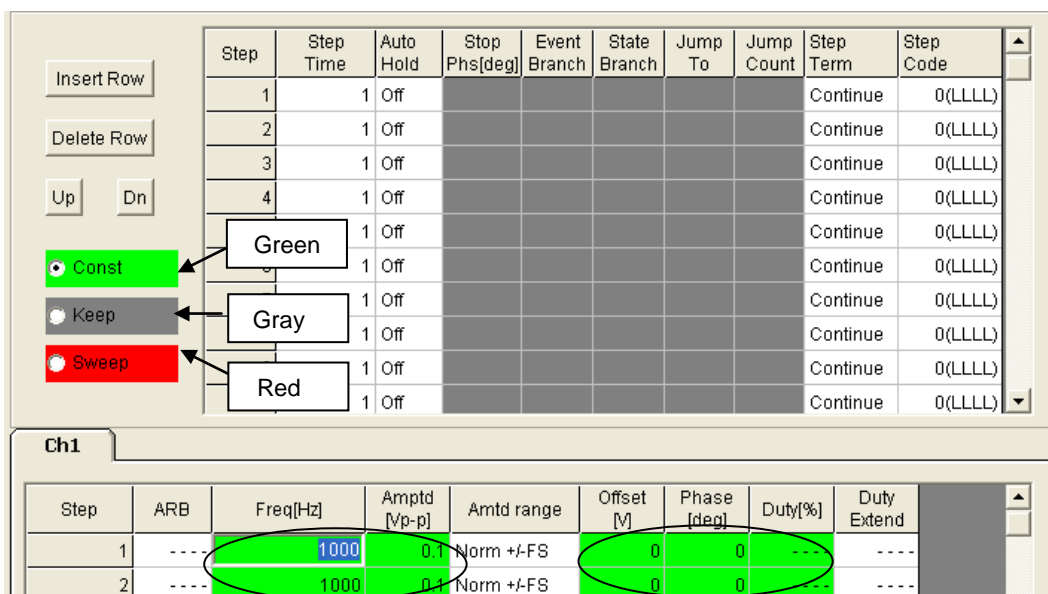 Insert Row
Delete Row
Up Dn
Const
Keep
Sweep
Green
Gray
Red
Step Step Time Auto Hold Stop Phs[deg] Event Branch State Branch Jump To Jump Count Step Term Step Code
1 1 Off Continue 0(LLLL)
2 1 Off Continue 0(LLLL)
3 1 Off Continue 0(LLLL)
4 1 Off Continue 0(LLLL)
1 Off Continue 0(LLLL)
1 Off Continue 0(LLLL)
1 Off Continue 0(LLLL)
1 Off Continue 0(LLLL)
1 Off Continue 0(LLLL)
1 Off Continue 0(LLLL)
Ch1
Step ARB Freq[Hz] Amptd [Vp-p] Amtd range Offset [V] Phase [deg] Duty[%] Duty Extend
1 ---- 1000 0.1 Norm +/-FS 0 0 ---- ----
2 ---- 1000 0.1 Norm +/-FS 0 0 ---- ----